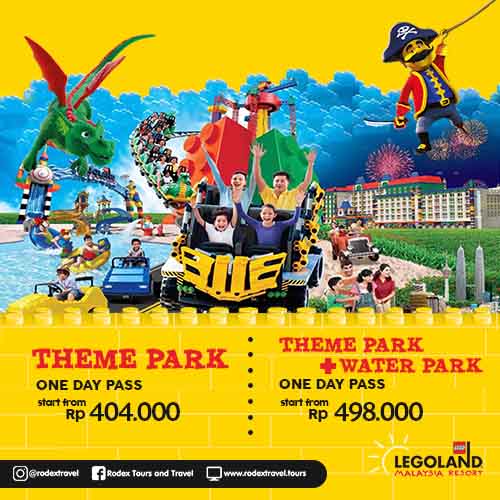 THEME PARK
ONE DAY PASS
start from
Rp 404.000
THEME PARK
+ WATER PARK
ONE DAY PASS
start from
Rp 498.000
LEGO
LEGOLAND
MALAYSIA RESORT
@rodextravel
Rodex Tours and Travel
www.rodextravel.tours